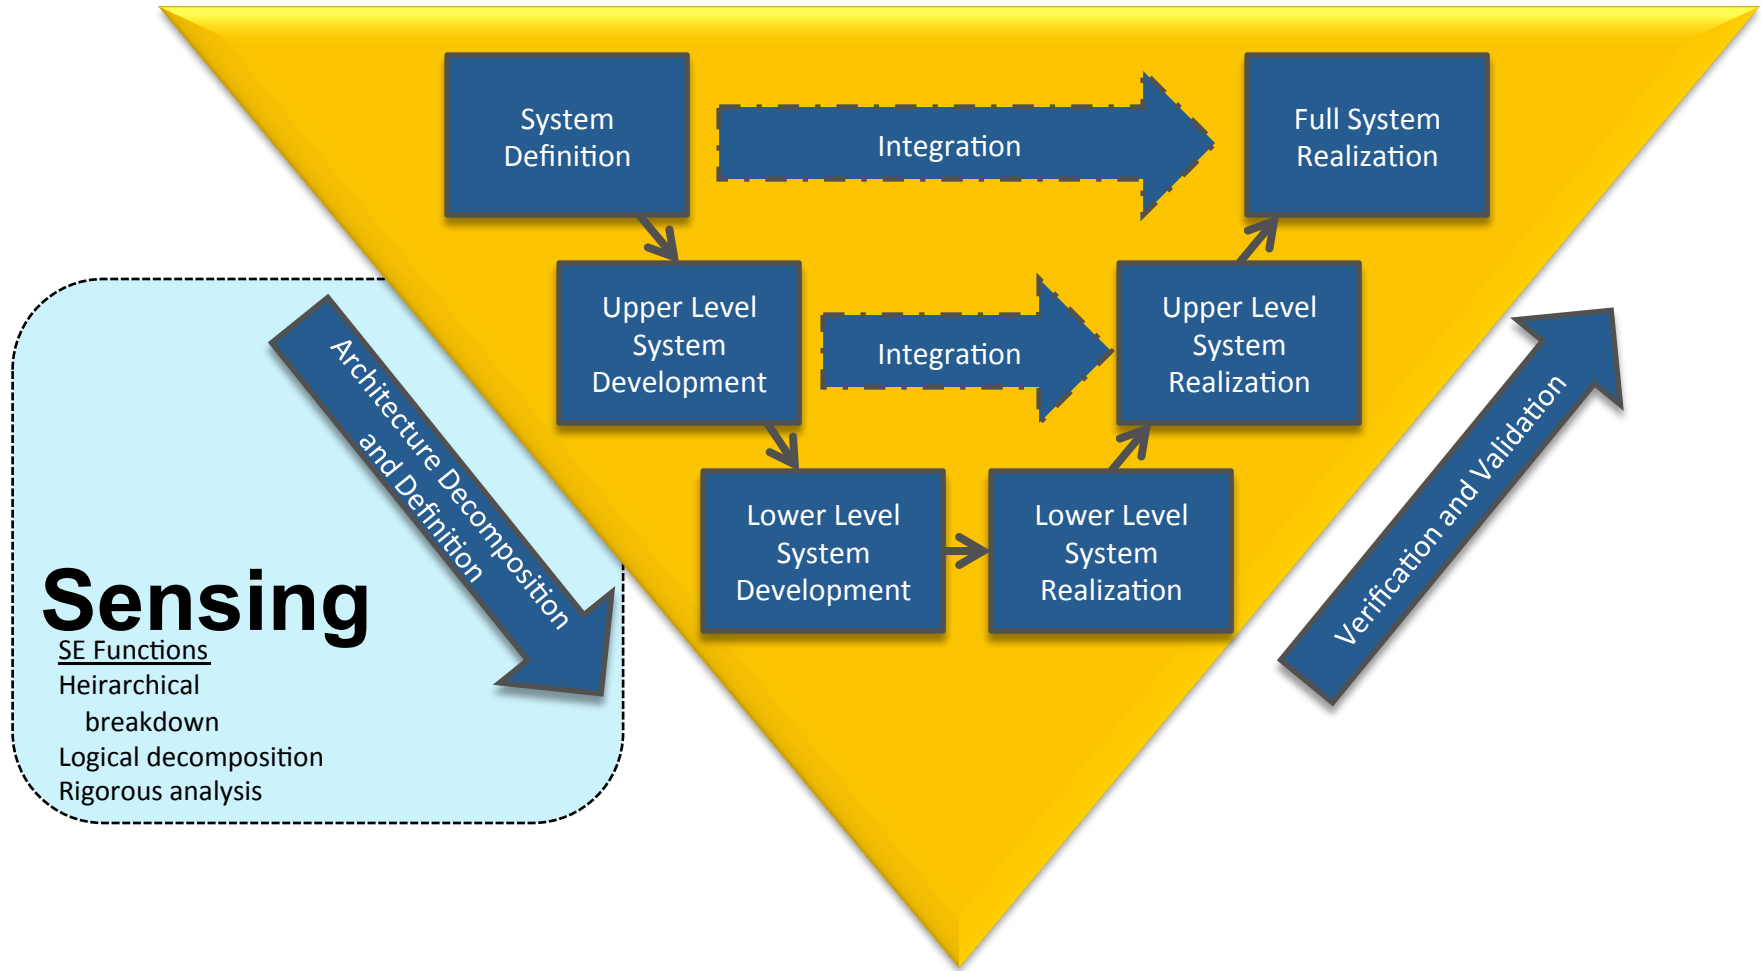 System
Definition
Integration
Full System
Realization
Upper Level
System
Development
Integration
Upper Level
System
Realization
Lower Level
System
Development
Lower Level
System
Realization
Architecture Decomposition
and Definition
Verification and Validation
Sensing
SE Functions
Heirarchical
breakdown
Logical decomposition
Rigorous analysis